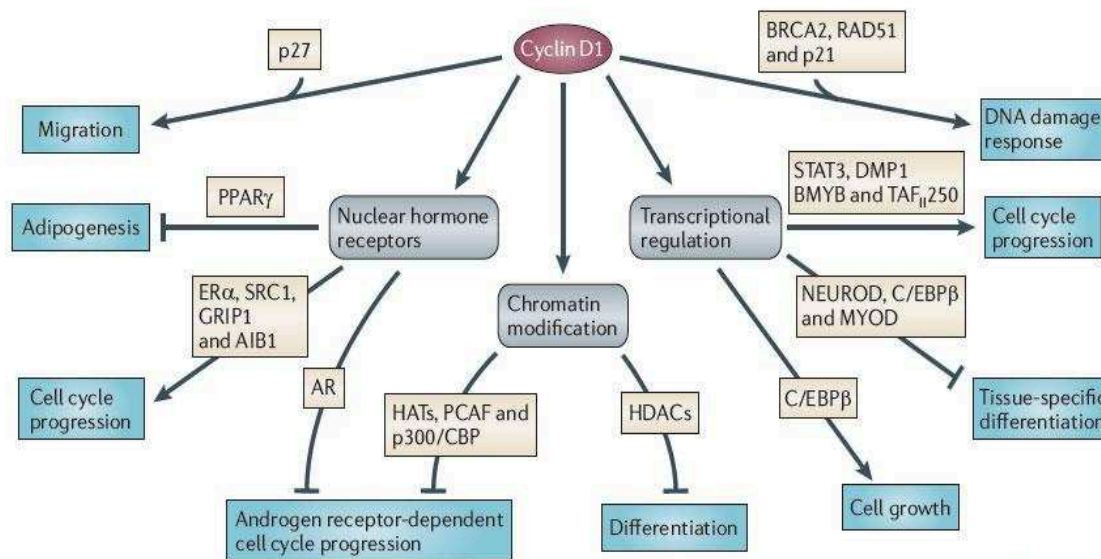 Cyclin D1
p27
BRCA2, RAD51
and p21
Migration
DNA damage
response
PPARγ
Adipogenesis
Nuclear hormone
receptors
Transcriptional
regulation
STAT3, DMP1
BMYB and TAFII250
Cell cycle
progression
ERα, SRC1,
GRIP1
and AIB1
Chromatin
modification
NEUROD, C/EBPβ
and MYOD
Cell cycle
progression
AR
HATs, PCAF and
p300/CBP
HDACs
C/EBPβ
Tissue-specific
differentiation
Androgen receptor-dependent
cell cycle progression
Differentiation
Cell growth